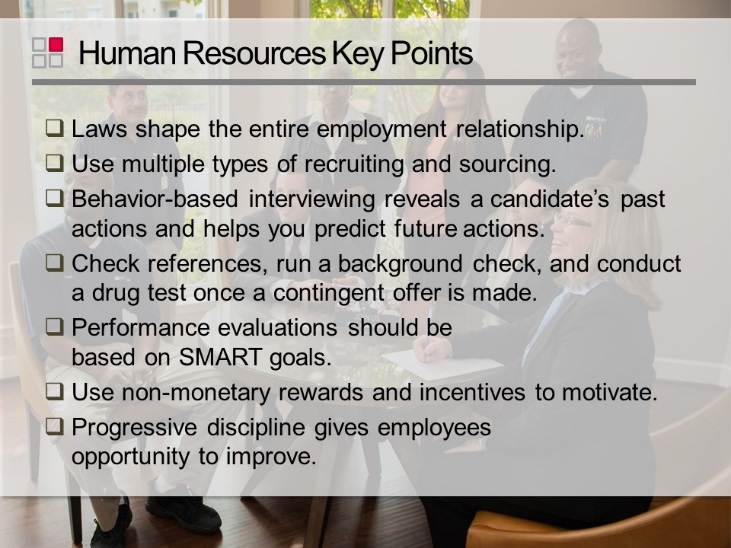 Human Resources Key Points
Laws shape the entire employment relationship.
Use multiple types of recruiting and sourcing.
Behavior-based interviewing reveals a candidate’s past
actions and helps you predict future actions.
Check references, run a background check, and conduct
a drug test once a contingent offer is made.
Performance evaluations should be
based on SMART goals.
Use non-monetary rewards and incentives to motivate.
Progressive discipline gives employees
opportunity to improve.